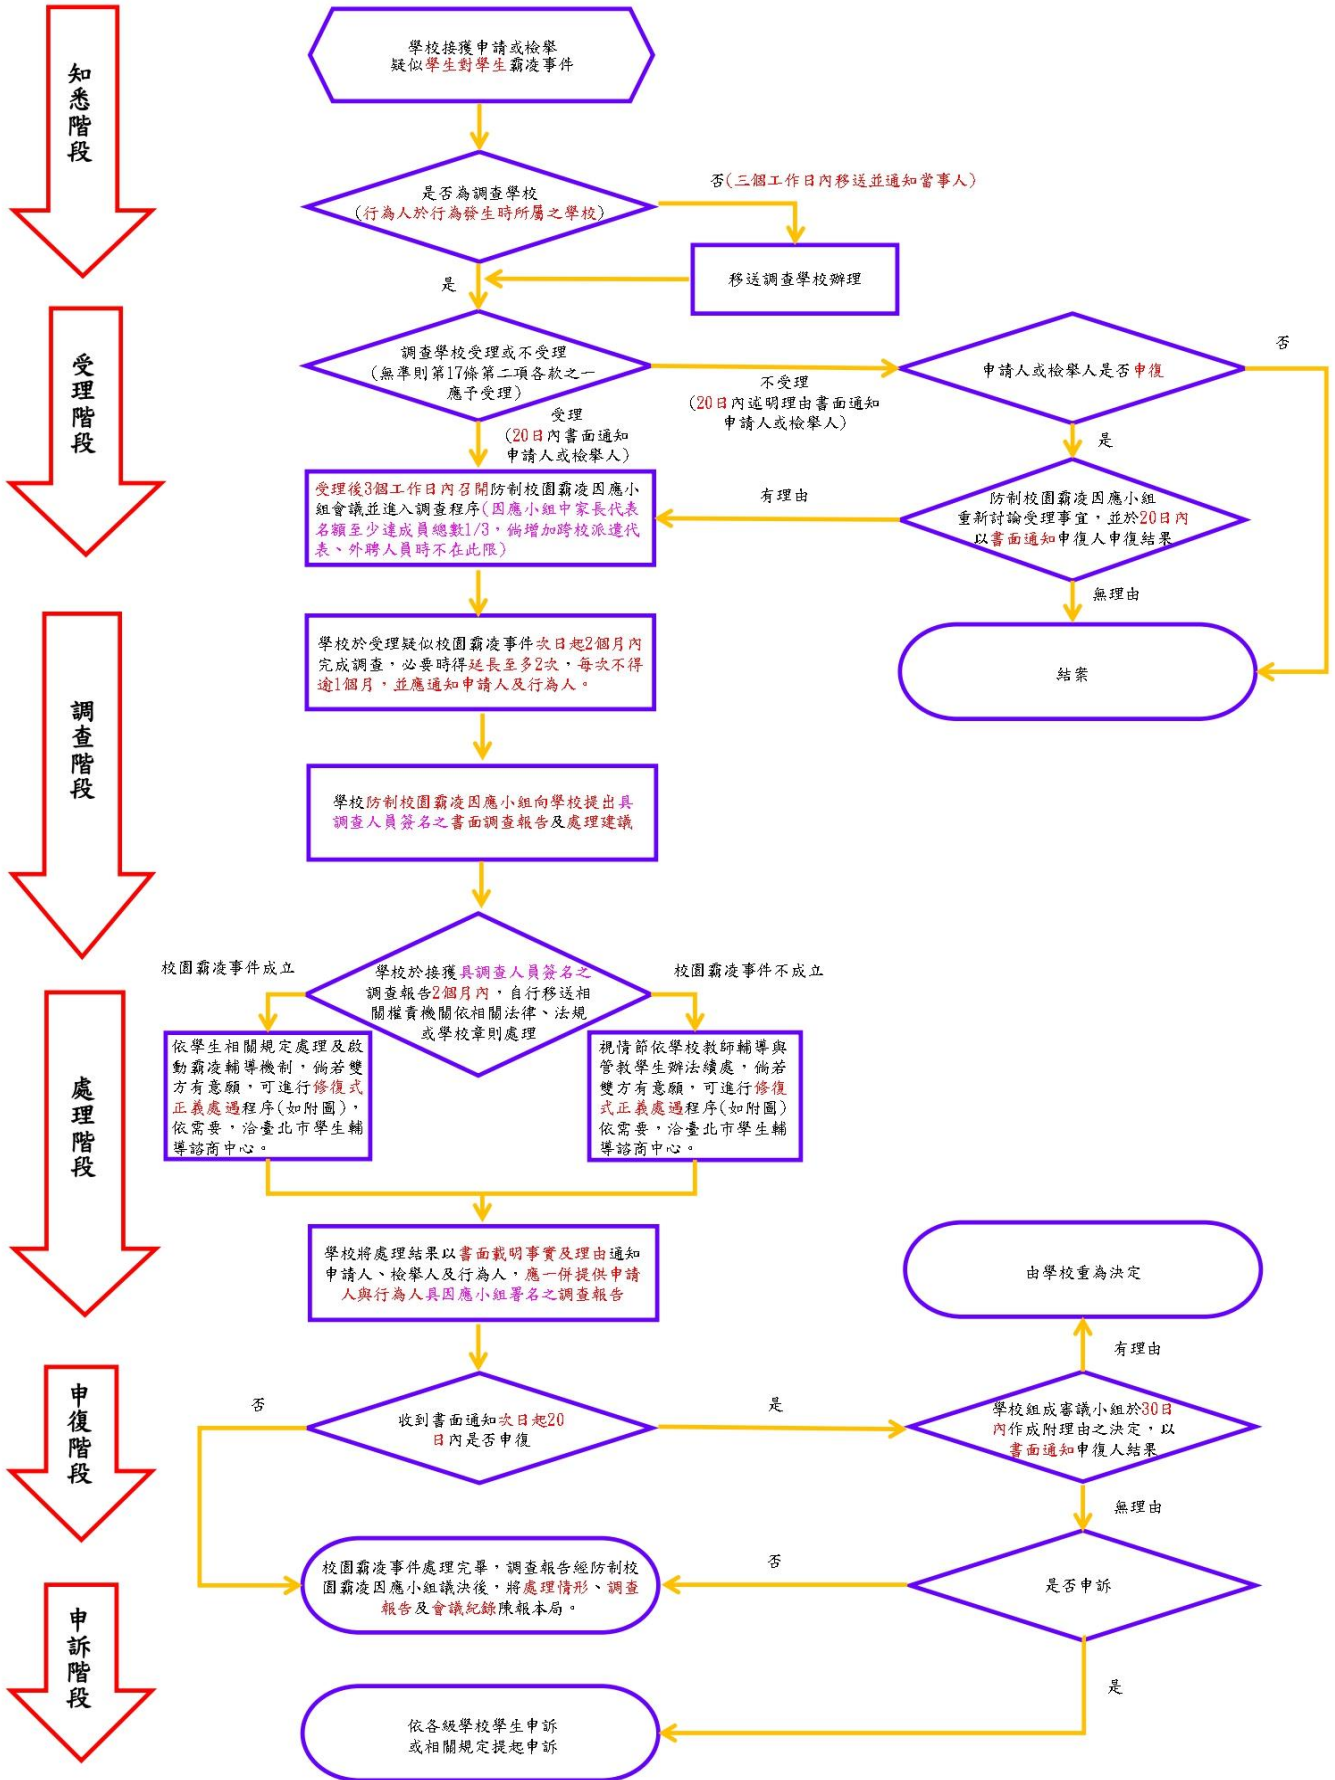 知悉階段
學校接獲申請或檢舉
疑似學生對學生霸凌事件
是否為調查學校
(行為人於行為發生時所屬之學校)
否(三個工作日內移送並通知當事人)
移送調查學校辦理
是
受理階段
調查學校受理或不受理
(無準則第17條第二項各款之一
應予受理)
不受理
(20日內述明理由書面通知
申請人或檢舉人)
申請人或檢舉人是否申復
否
受理
(20日內書面通知
申請人或檢舉人)
是
受理後3個工作日內召開防制校園霸凌因應小
組會議並進入調查程序(因應小組中家長代表
名額至少達成員總數1/3，倘增加跨校派遣代
表、外聘人員時不在此限)
有理由
防制校園霸凌因應小組
重新討論受理事宜，並於20日內
以書面通知申復人申復結果
無理由
結案
調查階段
學校於受理疑似校園霸凌事件次日起2個月內
完成調查，必要時得延長至多2次，每次不得
逾1個月，並應通知申請人及行為人。
學校防制校園霸凌因應小組向學校提出具
調查人員簽名之書面調查報告及處理建議
處理階段
校園霸凌事件成立
學校於接獲具調查人員簽名之
調查報告2個月內，自行移送相
關權責機關依相關法律、法規
或學校章則處理
校園霸凌事件不成立
依學生相關規定處理及啟
動霸凌輔導機制，倘若雙
方有意願，可進行修復式
正義處遇程序(如附圖)，
依需要，洽臺北市學生輔
導諮商中心。
視情節依學校教師輔導與
管教學生辦法續處，倘若
雙方有意願，可進行修復
式正義處遇程序(如附圖)
依需要，洽臺北市學生輔
導諮商中心。
學校將處理結果以書面載明事實及理由通知
申請人、檢舉人及行為人，應一併提供申請
人與行為人具因應小組署名之調查報告
由學校重為決定
有理由
申復階段
否
收到書面通知次日起20
日內是否申復
是
學校組成審議小組於30日
內作成附理由之決定，以
書面通知申復人結果
無理由
申訴階段
校園霸凌事件處理完畢，調查報告經防制校
園霸凌因應小組議決後，將處理情形、調查
報告及會議紀錄陳報本局。
否
是否申訴
是
依各級學校學生申訴
或相關規定提起申訴